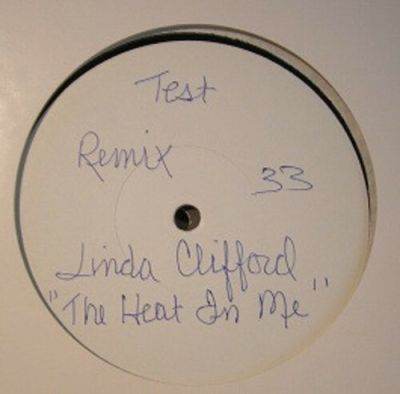 Test
Remix 33
Linda Clifford
"The Heat In Me"